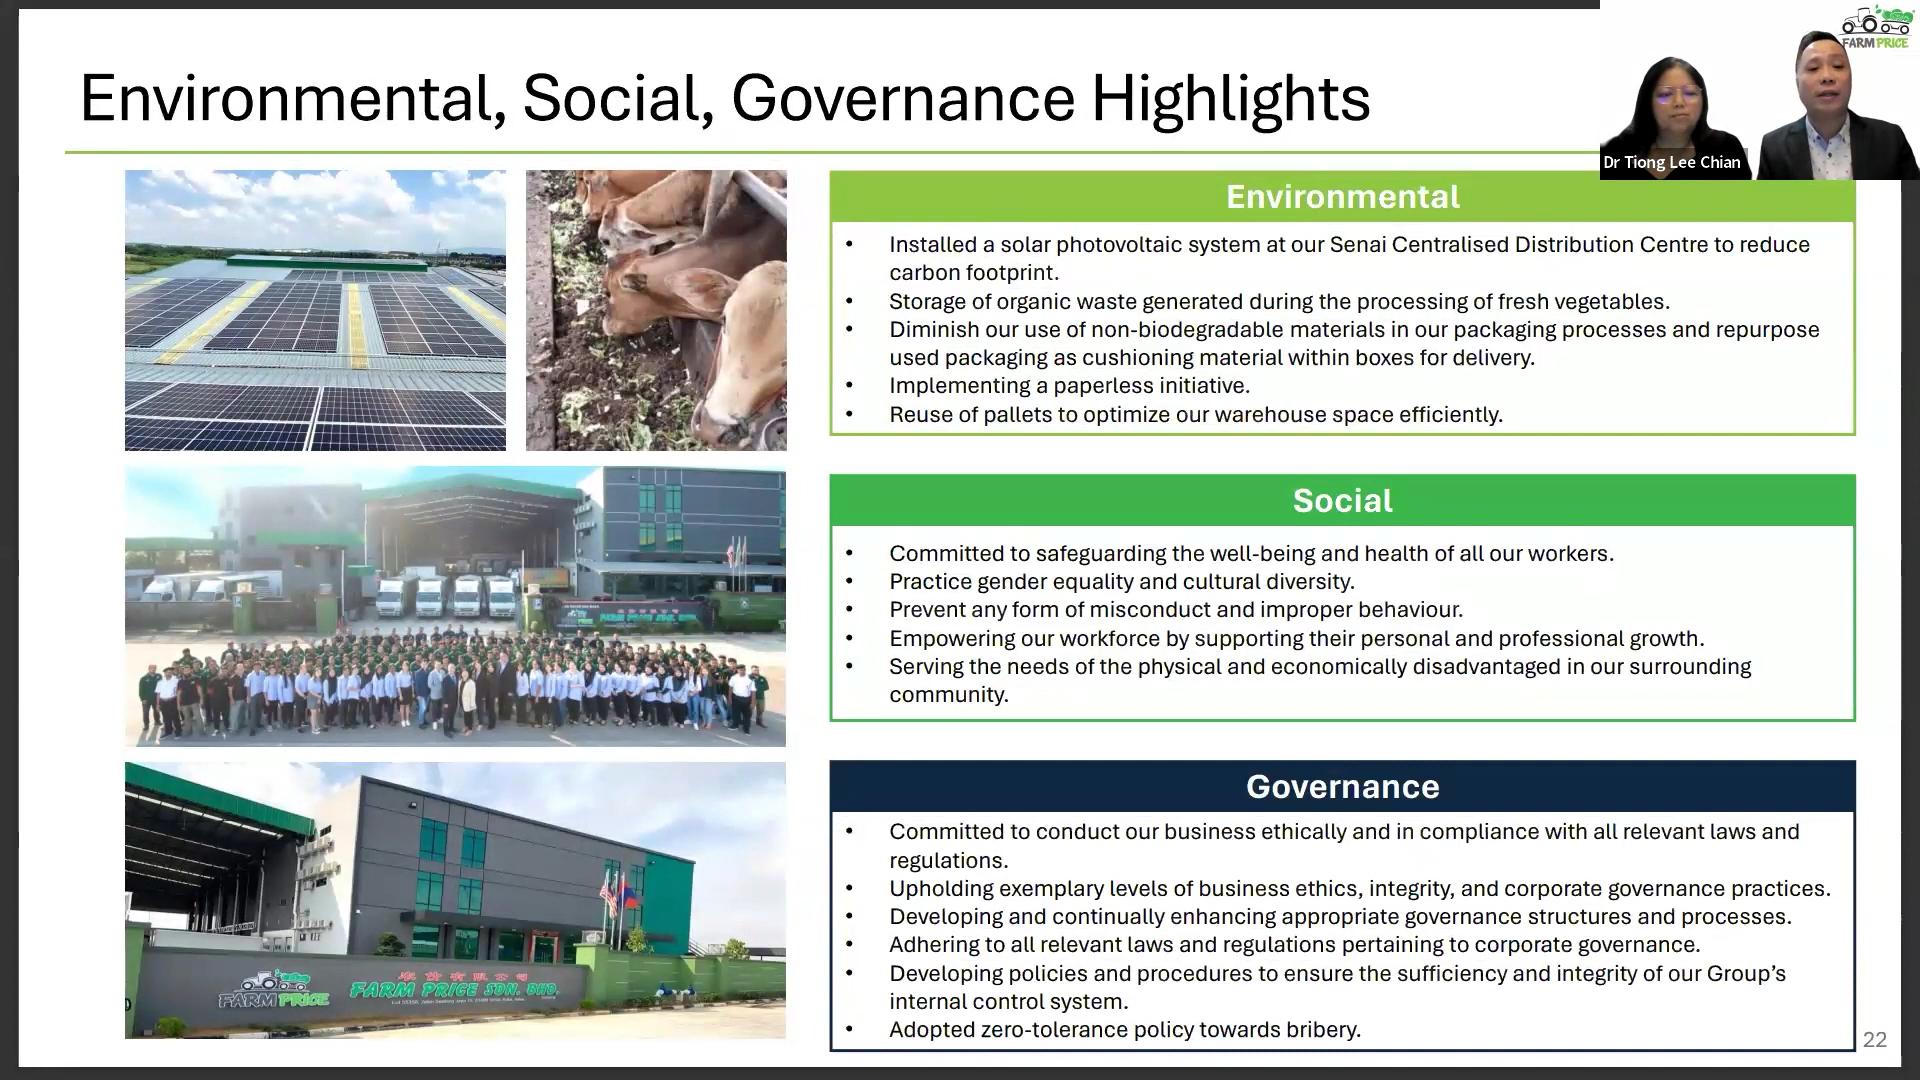 Environmental, Social, Governance Highlights
FARM PRICE
Dr Tiong Lee Chian
Environmental
• Installed a solar photovoltaic system at our Senai Centralised Distribution Centre to reduce
carbon footprint.
• Storage of organic waste generated during the processing of fresh vegetables.
• Diminish our use of non-biodegradable materials in our packaging processes and repurpose
used packaging as cushioning material within boxes for delivery.
• Implementing a paperless initiative.
• Reuse of pallets to optimize our warehouse space efficiently.
Social
• Committed to safeguarding the well-being and health of all our workers.
• Practice gender equality and cultural diversity.
• Prevent any form of misconduct and improper behaviour.
• Empowering our workforce by supporting their personal and professional growth.
• Serving the needs of the physical and economically disadvantaged in our surrounding
community.
FARM PRICE SDN. BHD.
Governance
• Committed to conduct our business ethically and in compliance with all relevant laws and
regulations.
• Upholding exemplary levels of business ethics, integrity, and corporate governance practices.
• Developing and continually enhancing appropriate governance structures and processes.
• Adhering to all relevant laws and regulations pertaining to corporate governance.
• Developing policies and procedures to ensure the sufficiency and integrity of our Group's
internal control system.
• Adopted zero-tolerance policy towards bribery.
FARM PRICE
FARM PRICE SDN. BHD.
22